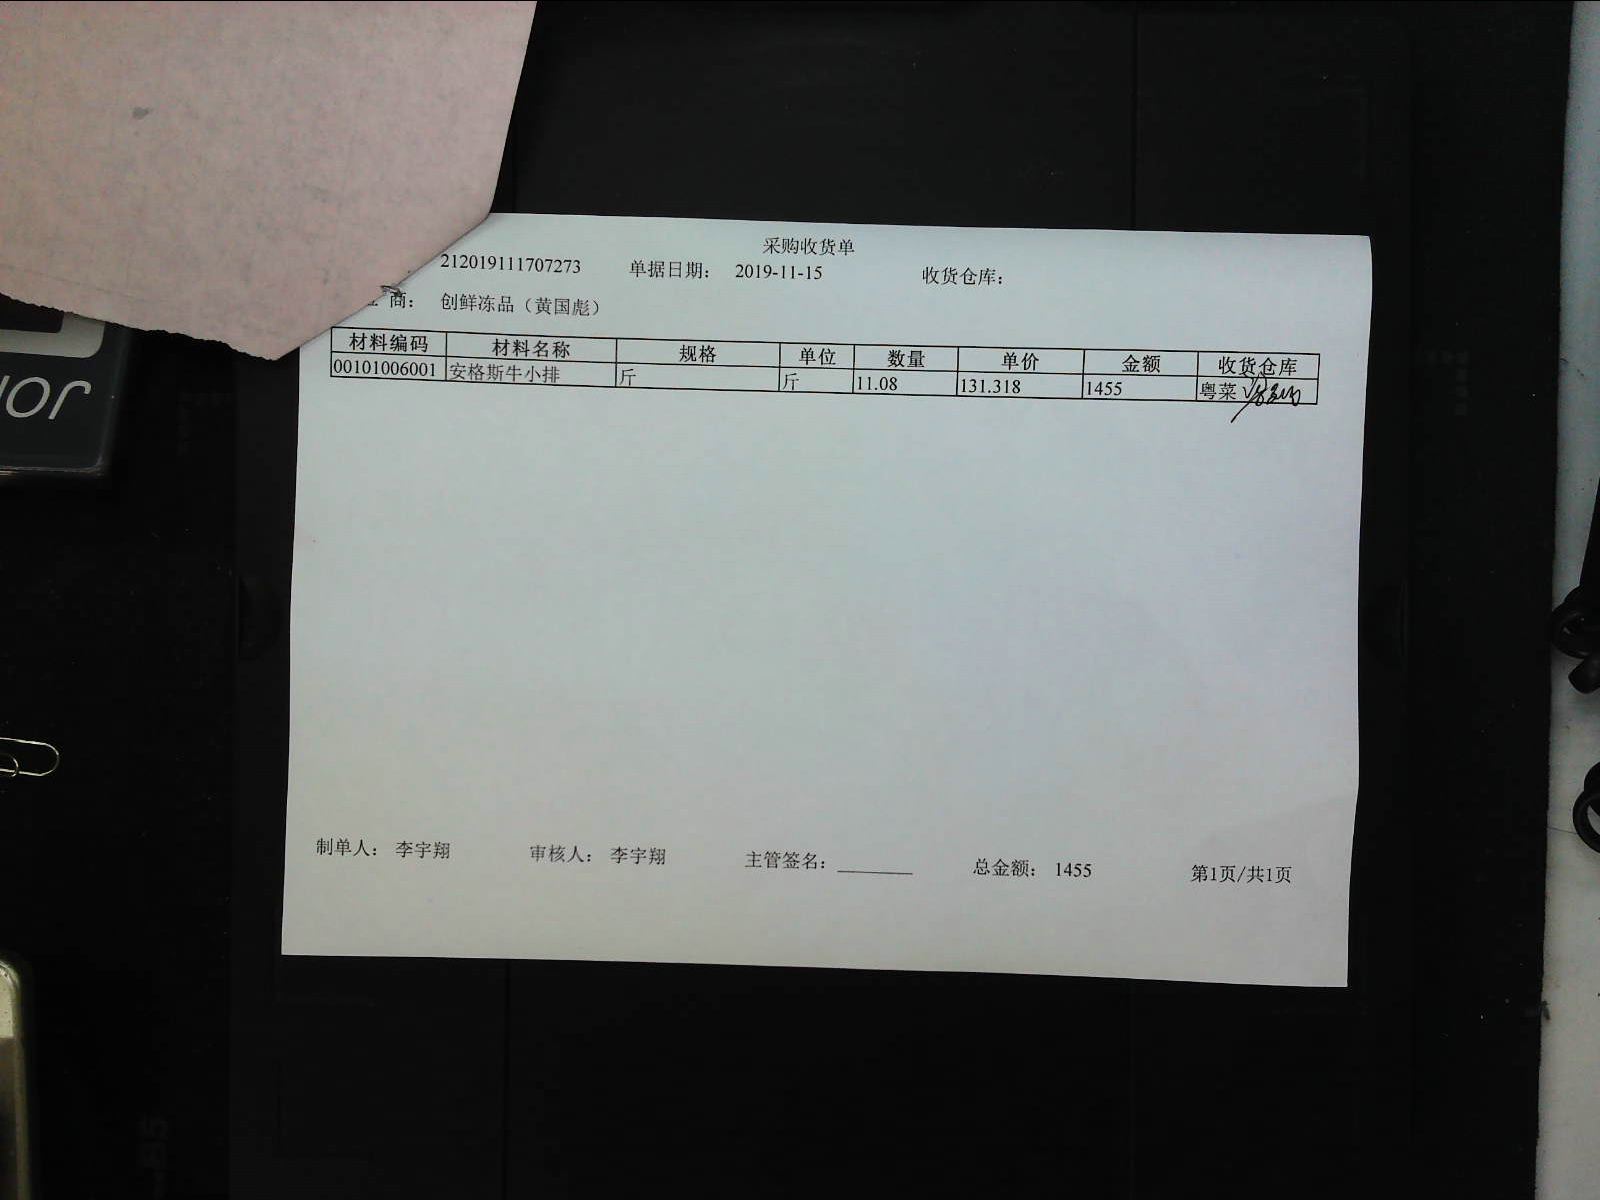 采购收货单
212019111707273 单据日期： 2019-11-15 收货仓库：
商： 创鲜冻品（黄国彪）
材料编码 材料名称 规格 单位 数量 单价 金额 收货仓库
00101006001 安格斯牛小排 斤 斤 11.08 131.318 1455 粤菜
制单人： 李宇翔 审核人： 李宇翔 主管签名： 总金额： 1455 第1页/共1页